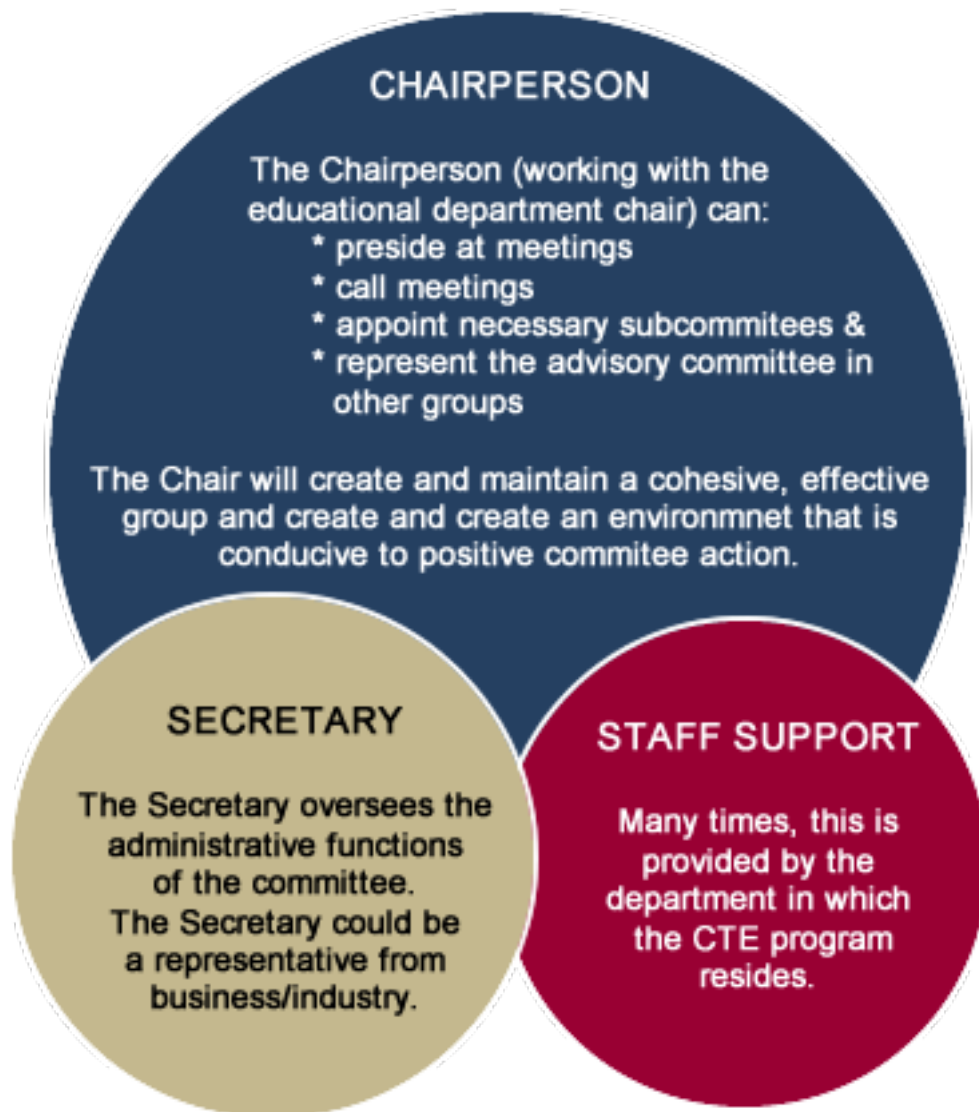 CHAIRPERSON
The Chairperson (working with the
educational department chair) can:
* preside at meetings
* call meetings
* appoint necessary subcommitees &
* represent the advisory committee in
other groups
The Chair will create and maintain a cohesive, effective
group and create and create an environmnet that is
conducive to positive commitee action.
SECRETARY
The Secretary oversees the
administrative functions
of the committee.
The Secretary could be
a representative from
business/industry.
STAFF SUPPORT
Many times, this is
provided by the
department in which
the CTE program
resides.